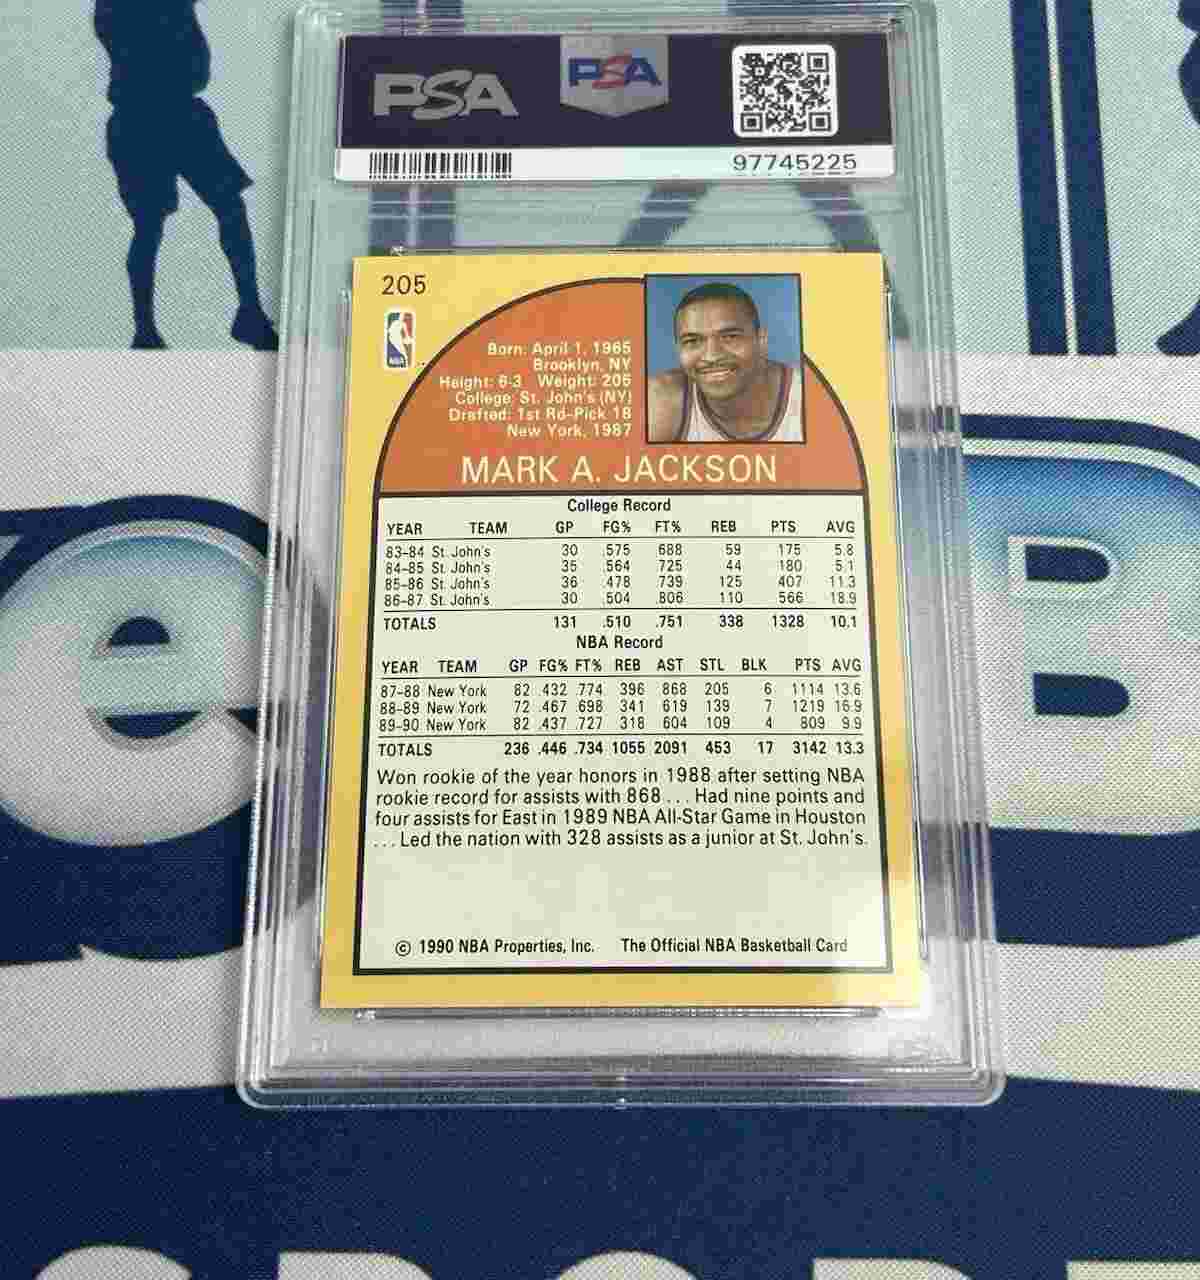 PSA
PSA
97745225
205
NBA
Born: April 1, 1965
Brooklyn, NY
Height: 6-3 Weight: 206
College: St. John's (NY)
Drafted: 1st Rd-Pick 18
New York, 1987
MARK A. JACKSON
College Record
YEAR TEAM GP FG% FT% REB PTS AVG
83-84 St. John's 30 .575 .688 59 175 5.8
84-85 St. John's 35 .564 .725 44 180 5.1
85-86 St. John's 36 .478 .739 125 407 11.3
86-87 St. John's 30 .504 .806 110 566 18.9
TOTALS 131 .510 .751 338 1328 10.1
NBA Record
YEAR TEAM GP FG% FT% REB AST STL BLK PTS AVG
87-88 New York 82 .432 .774 396 868 205 6 1114 13.6
88-89 New York 72 .467 .698 341 619 139 7 1219 16.9
89-90 New York 82 .437 .727 318 604 109 4 809 9.9
TOTALS 236 .446 .734 1055 2091 453 17 3142 13.3
Won rookie of the year honors in 1988 after setting NBA
rookie record for assists with 868 . . . Had nine points and
four assists for East in 1989 NBA All-Star Game in Houston
. . . Led the nation with 328 assists as a junior at St. John's.
© 1990 NBA Properties, Inc. The Official NBA Basketball Card